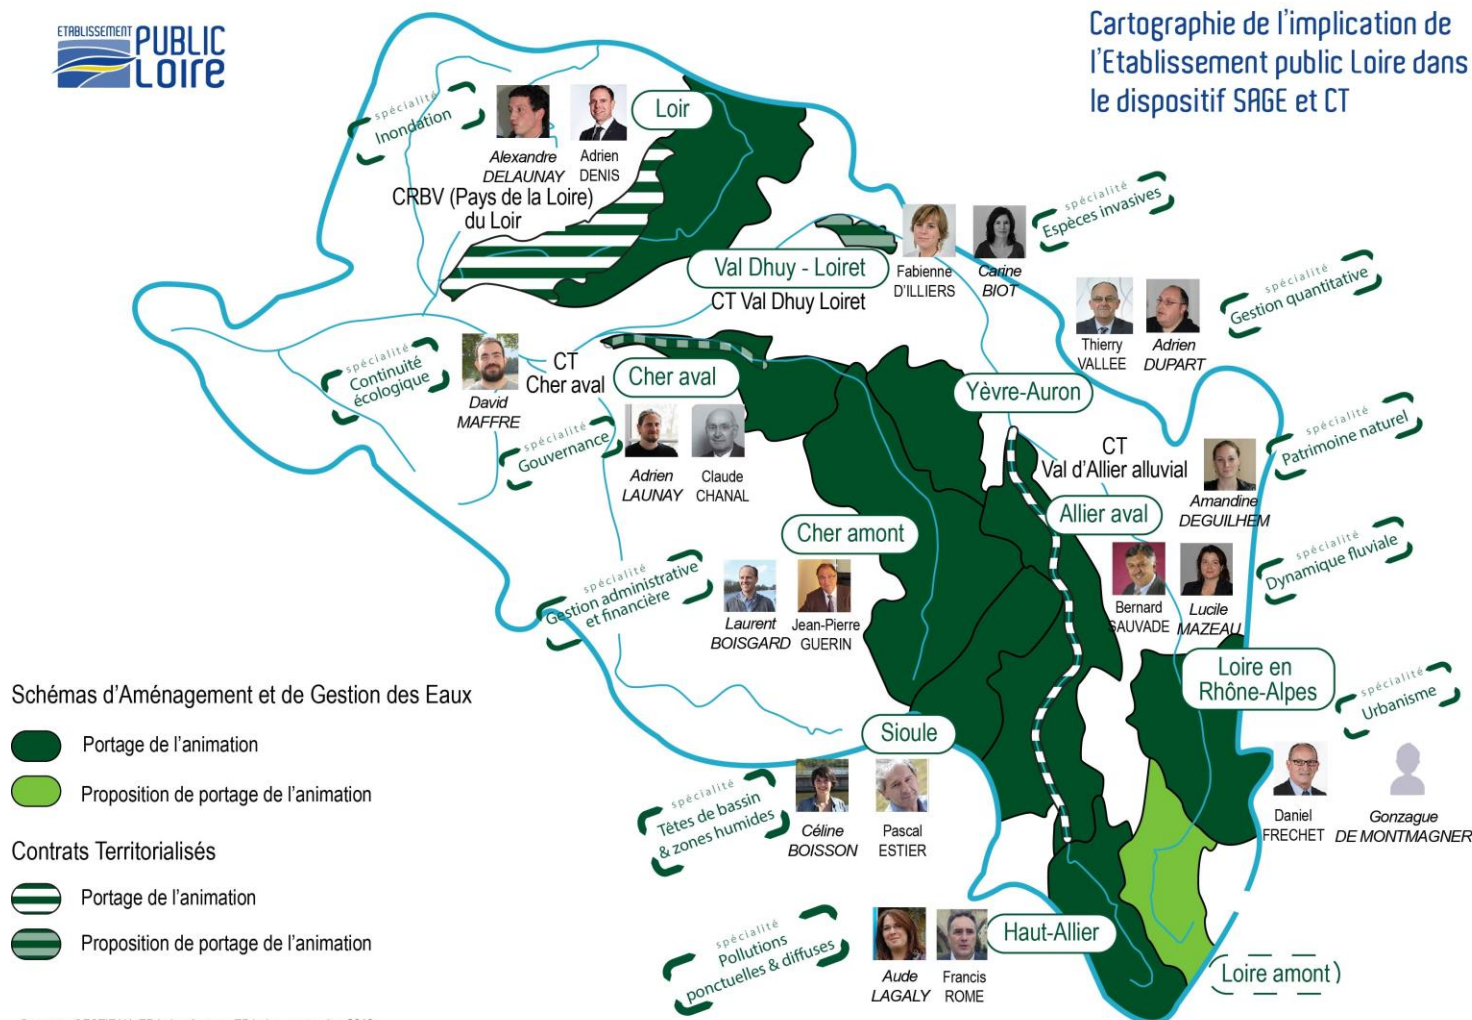 ETABLISSEMENT
PUBLIC
LOIRE
Cartographie de l'implication de
l'Etablissement public Loire dans
le dispositif SAGE et CT
spécialité
Inondation
Alexandre
DELAUNAY
Adrien
DENIS
Loir
CRBV (Pays de la Loire)
du Loir
Val Dhuy - Loiret
CT Val Dhuy Loiret
Fabienne
D'ILLIERS
Carine
BIOT
spécialité
Espèces invasives
Thierry
VALLEE
Adrien
DUPART
spécialité
Gestion quantitative
spécialité
Continuité
écologique
David
MAFFRE
CT
Cher aval
Cher aval
Yèvre-Auron
spécialité
Gouvernance
Adrien
LAUNAY
Claude
CHANAL
CT
Val d'Allier alluvial
Amandine
DEGUILHEM
spécialité
Patrimoine naturel
Allier aval
Cher amont
Bernard
SAUVADE
Lucile
MAZEAU
spécialité
Dynamique fluviale
spécialité
Gestion administrative
et financière
Laurent
BOISGARD
Jean-Pierre
GUERIN
Loire en
Rhône-Alpes
spécialité
Urbanisme
Schémas d'Aménagement et de Gestion des Eaux
Portage de l'animation
Proposition de portage de l'animation
Contrats Territorialisés
Portage de l'animation
Proposition de portage de l'animation
Sioule
spécialité
Têtes de bassin
& zones humides
Céline
BOISSON
Pascal
ESTIER
Daniel
FRECHET
Gonzague
DE MONTMAGNER
spécialité
Pollutions
ponctuelles & diffuses
Aude
LAGALY
Francis
ROME
Haut-Allier
Loire amont